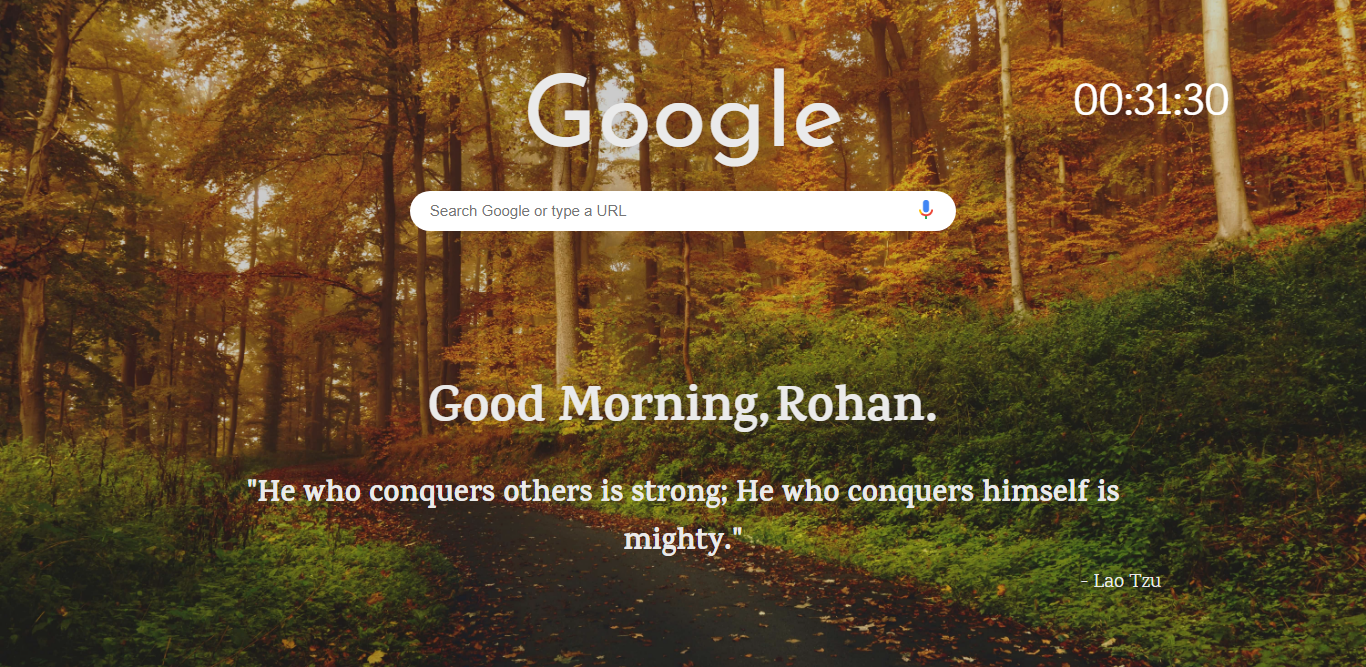 Google
00:31:30
Search Google or type a URL
Good Morning, Rohan.
"He who conquers others is strong; He who conquers himself is
mighty."
- Lao Tzu